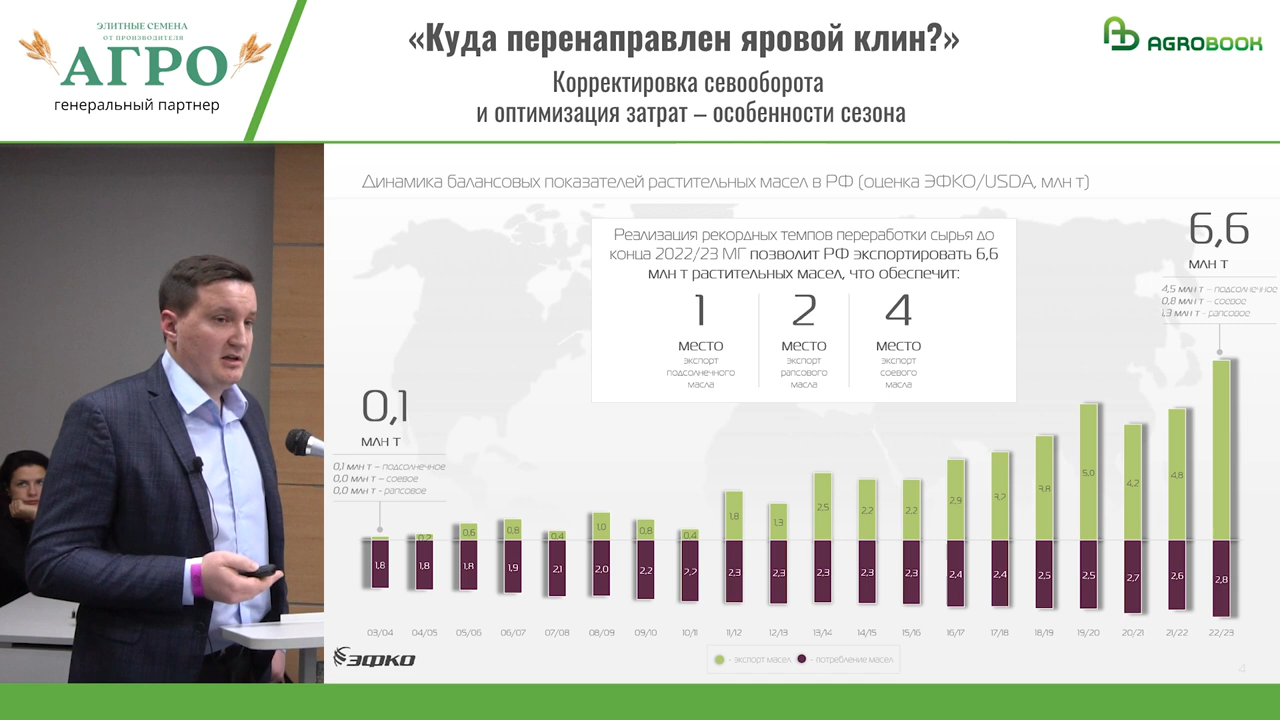 ЭЛИТНЫЕ СЕМЕНА
ОТ ПРОИЗВОДИТЕЛЯ
АГРО
генеральный партнер
«Куда перенаправлен яровой клин?»
Корректировка севооборота
и оптимизация затрат – особенности сезона
AGROBOOK
Динамика балансовых показателей растительных масел в РФ (оценка ЭФКО/USDA, млн т)
Реализация рекордных темпов переработки сырья до
конца 2022/23 МГ позволит РФ экспортировать 6,6
млн т растительных масел, что обеспечит:
1 2 4
место место место
экспорт экспорт экспорт
подсолнечного рапсового соевого
масла масла масла
6,6
млн т
4,5 млн т – подсолнечное
0,8 млн т – соевое
1,3 млн т – рапсовое
0,1
млн т
0,1 млн т – подсолнечное
0,0 млн т – соевое
0,0 млн т - рапсовое
0,2 0,6 0,8 0,4 1,0 0,8 0,4 1,8 1,3 2,5 2,2 2,2 2,9 3,2 3,8 5,0 4,2 4,8
1,8 1,8 1,8 1,9 2,1 2,0 2,2 2,2 2,3 2,3 2,3 2,3 2,3 2,4 2,4 2,5 2,5 2,7 2,6 2,8
03/04 04/05 05/06 06/07 07/08 08/09 09/10 10/11 11/12 12/13 13/14 14/15 15/16 16/17 17/18 18/19 19/20 20/21 21/22 22/23
ЭФКО
- экспорт масел - потребление масел
4